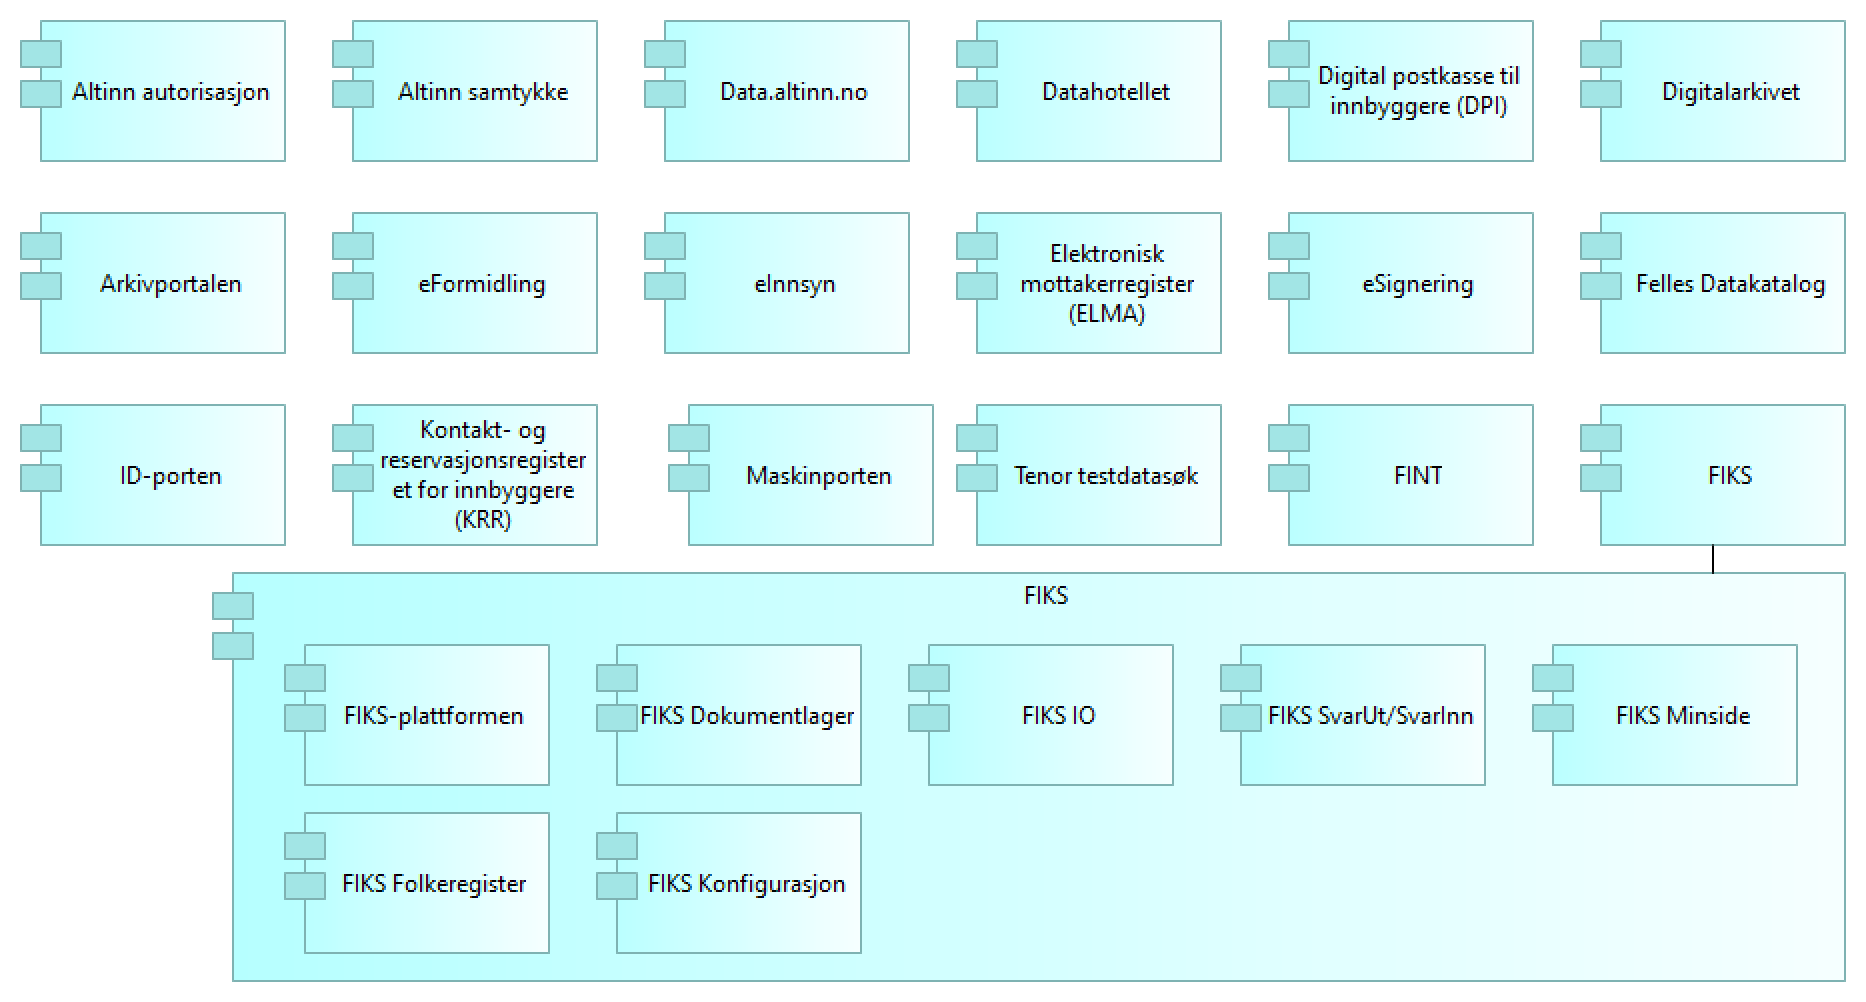 Altinn autorisasjon
Altinn samtykke
Data.altinn.no
Datahotellet
Digital postkasse til
innbyggere (DPI)
Digitalarkivet
Arkivportalen
eFormidling
eInnsyn
Elektronisk
mottakerregister
(ELMA)
eSignering
Felles Datakatalog
ID-porten
Kontakt- og
reservasjonsregister
et for innbyggere
(KRR)
Maskinporten
Tenor testdatasøk
FINT
FIKS
FIKS
FIKS-plattformen
FIKS Dokumentlager
FIKS IO
FIKS SvarUt/SvarInn
FIKS Minside
FIKS Folkeregister
FIKS Konfigurasjon